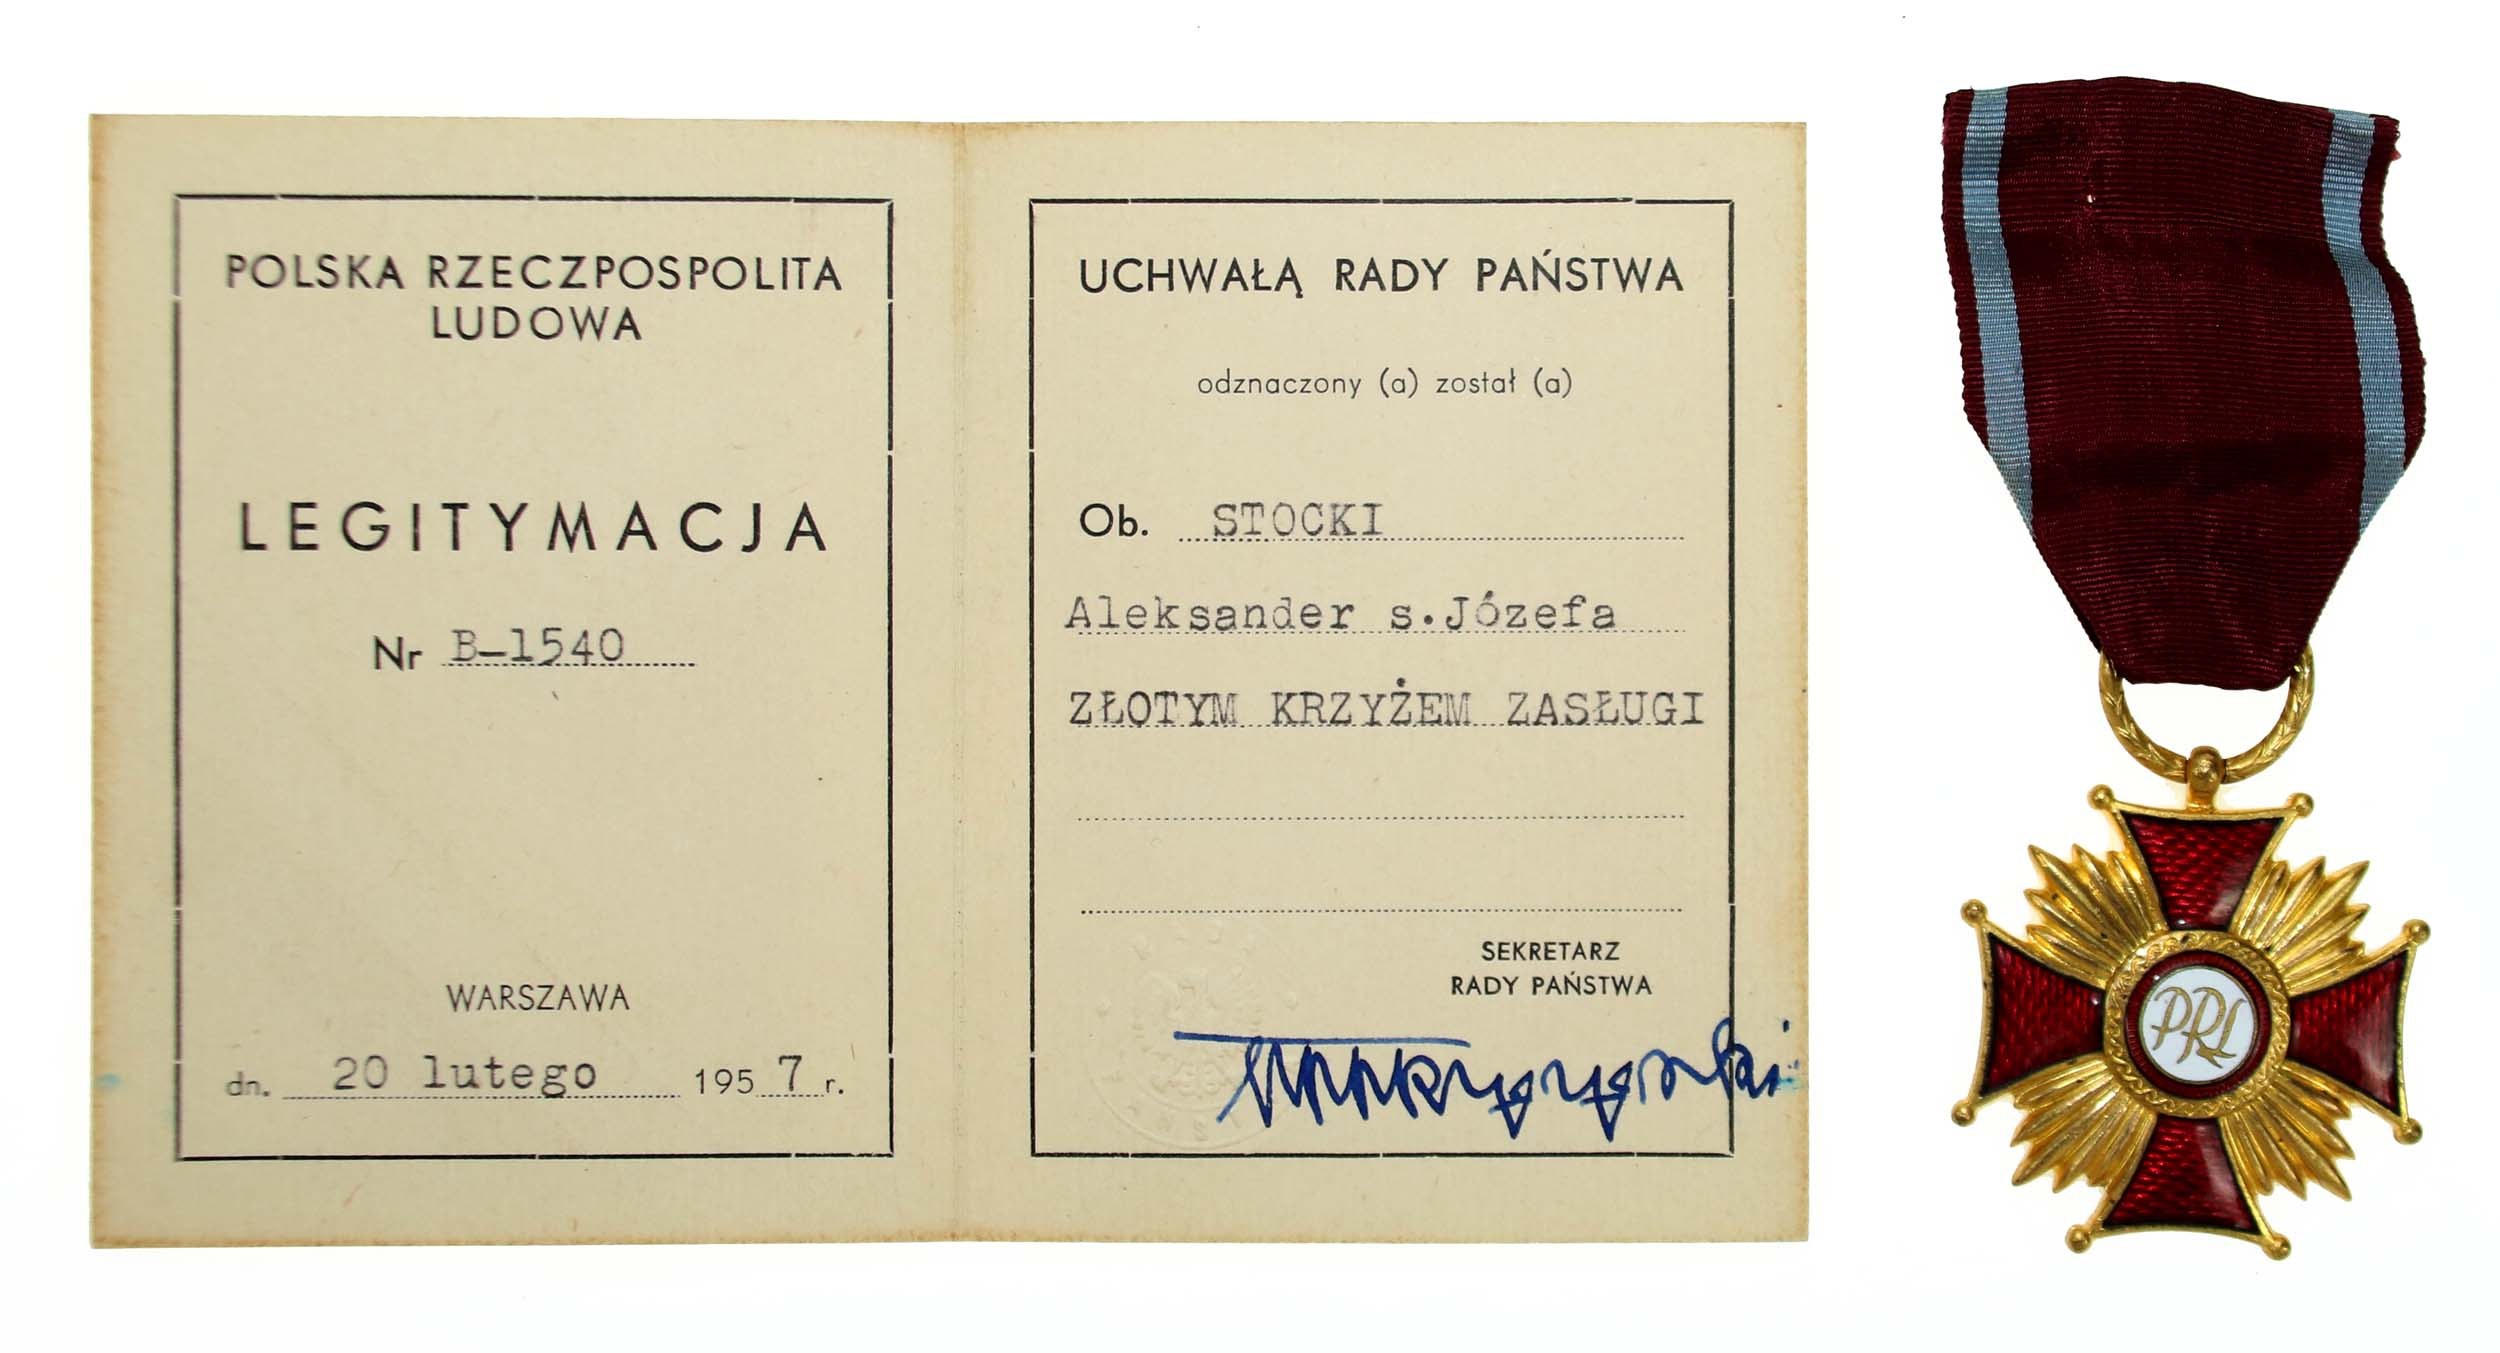 POLSKA RZECZPOSPOLITA
LUDOWA
LEGITYMACJA
Nr B-1540
WARSZAWA
dn. 20 lutego 1957 r.
UCHWAŁĄ RADY PAŃSTWA
odznaczony (a) został (a)
Ob. STOCKI
Aleksander s.Józefa
ZŁOTYM KRZYŻEM ZASŁUGI
SEKRETARZ
RADY PAŃSTWA
PRL